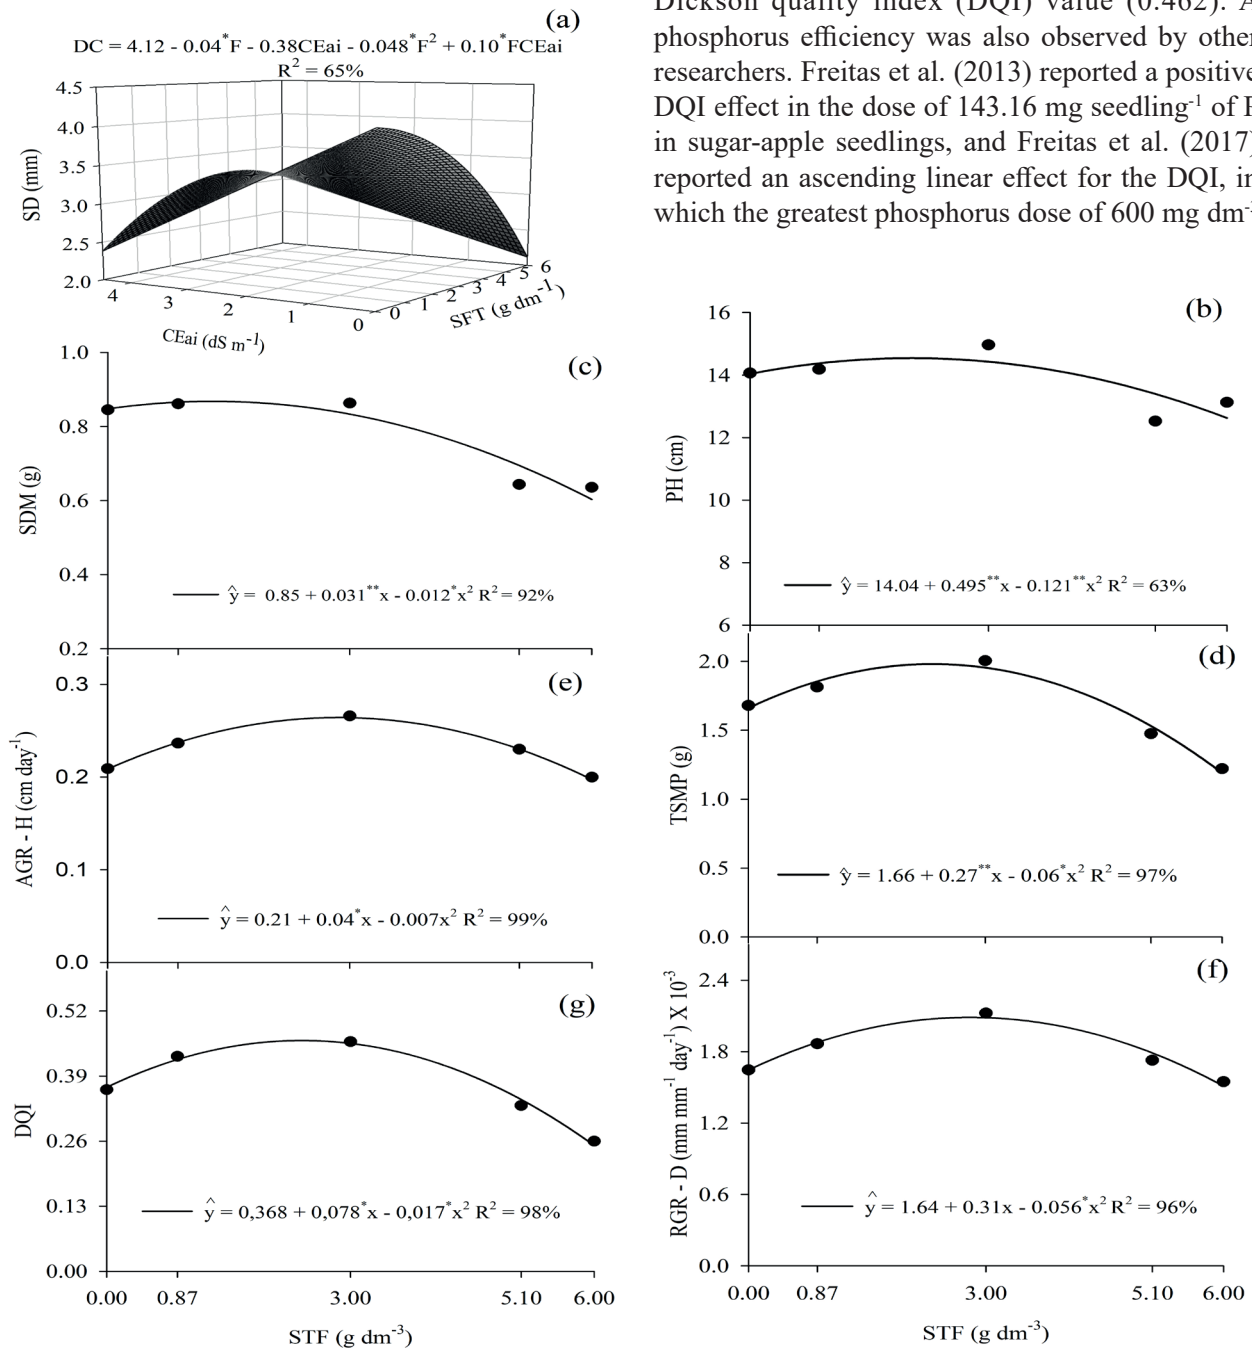 (a)
DC = 4.12 - 0.04*F - 0.38CEai - 0.048*F² + 0.10*FCEai
R² = 65%
4.5
4.0
3.5
3.0
2.5
2.0
SD (mm)
4 3 2 1 0
CEai (dS m⁻¹)
0 1 2 3 4 5 6
SFT (g dm⁻¹)
Dickson quality index (DQI) value (0.462). A
phosphorus efficiency was also observed by other
researchers. Freitas et al. (2013) reported a positive
DQI effect in the dose of 143.16 mg seedling⁻¹ of P
in sugar-apple seedlings, and Freitas et al. (2017)
reported an ascending linear effect for the DQI, in
which the greatest phosphorus dose of 600 mg dm⁻³
(b)
16
14
12
10
8
6
PH (cm)
ŷ = 14.04 + 0.495**x - 0.121**x² R² = 63%
(c)
1.0
0.8
0.6
0.4
0.2
SDM (g)
ŷ = 0.85 + 0.031**x - 0.012*x² R² = 92%
(d)
2.0
1.5
1.0
0.5
0.0
TSMP (g)
ŷ = 1.66 + 0.27**x - 0.06*x² R² = 97%
(e)
0.3
0.2
0.1
0.0
AGR - H (cm day⁻¹)
ŷ = 0.21 + 0.04*x - 0.007x² R² = 99%
(f)
2.4
1.8
1.2
0.6
0.0
RGR - D (mm mm⁻¹ day⁻¹) X 10⁻³
ŷ = 1.64 + 0.31x - 0.056*x² R² = 96%
0.00 0.87 3.00 5.10 6.00
STF (g dm⁻³)
(g)
0.52
0.39
0.26
0.13
0.00
DQI
ŷ = 0,368 + 0,078*x - 0,017*x² R² = 98%
0.00 0.87 3.00 5.10 6.00
STF (g dm⁻³)